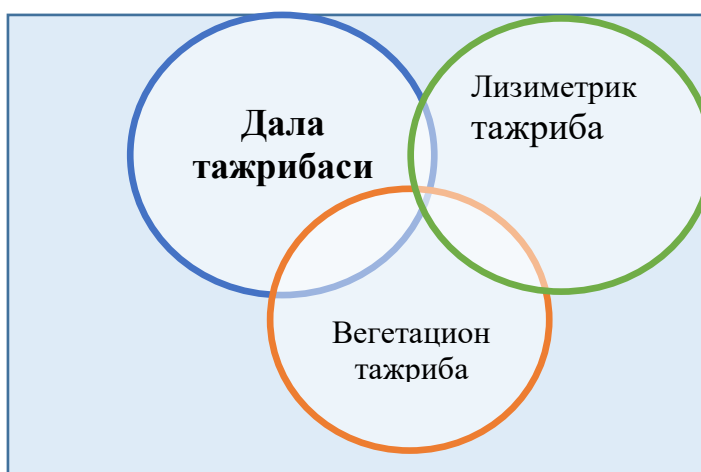 Дала
тажрибаси
Лизиметрик
тажриба
Вегетацион
тажриба